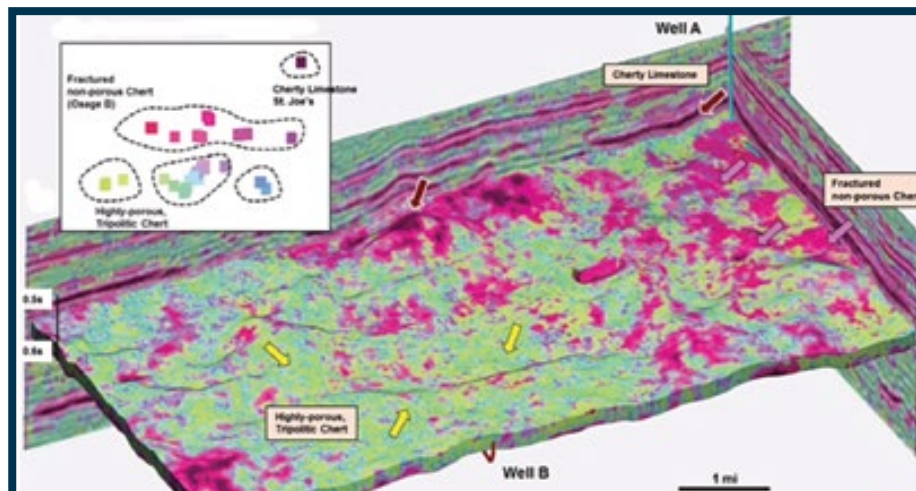 Well A
Fractured
non-porous Chert
(Osage B)
Cherty Limestone
St. Joe's
Highly-porous,
Tripolitic Chert
Cherty Limestone
Fractured
non-porous Cher
0.5s
0.6s
Highly-porous,
Tripolitic Chert
Well B
1 mi